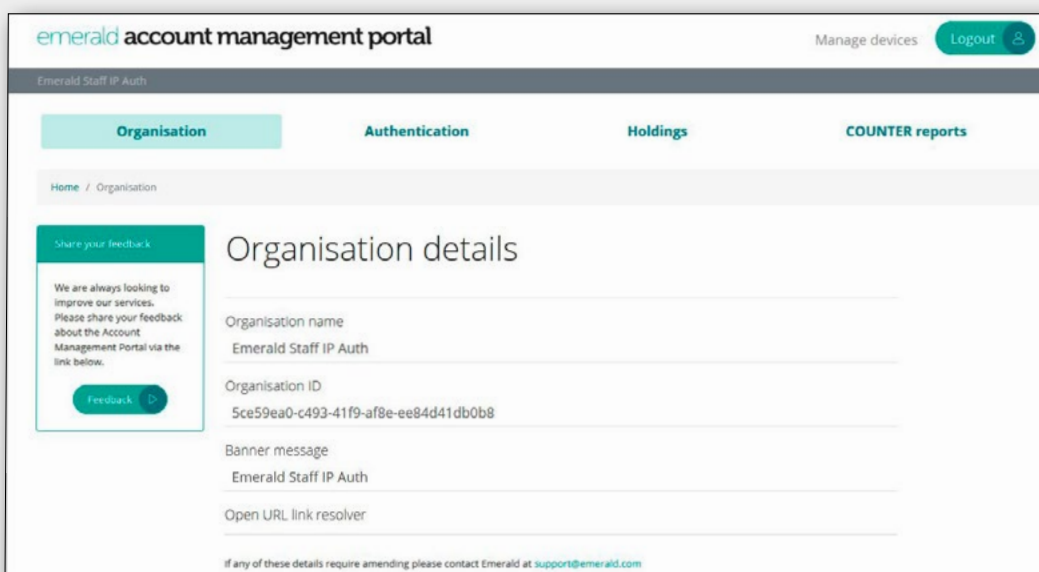 emerald account management portal
Manage devices
Logout
Emerald Staff IP Auth
Organisation
Authentication
Holdings
COUNTER reports
Home / Organisation
Share your feedback
We are always looking to
improve our services.
Please share your feedback
about the Account
Management Portal via the
link below.
Feedback
Organisation details
Organisation name
Emerald Staff IP Auth
Organisation ID
5ce59ea0-c493-41f9-af8e-ee84d41db0b8
Banner message
Emerald Staff IP Auth
Open URL link resolver
If any of these details require amending please contact Emerald at support@emerald.com